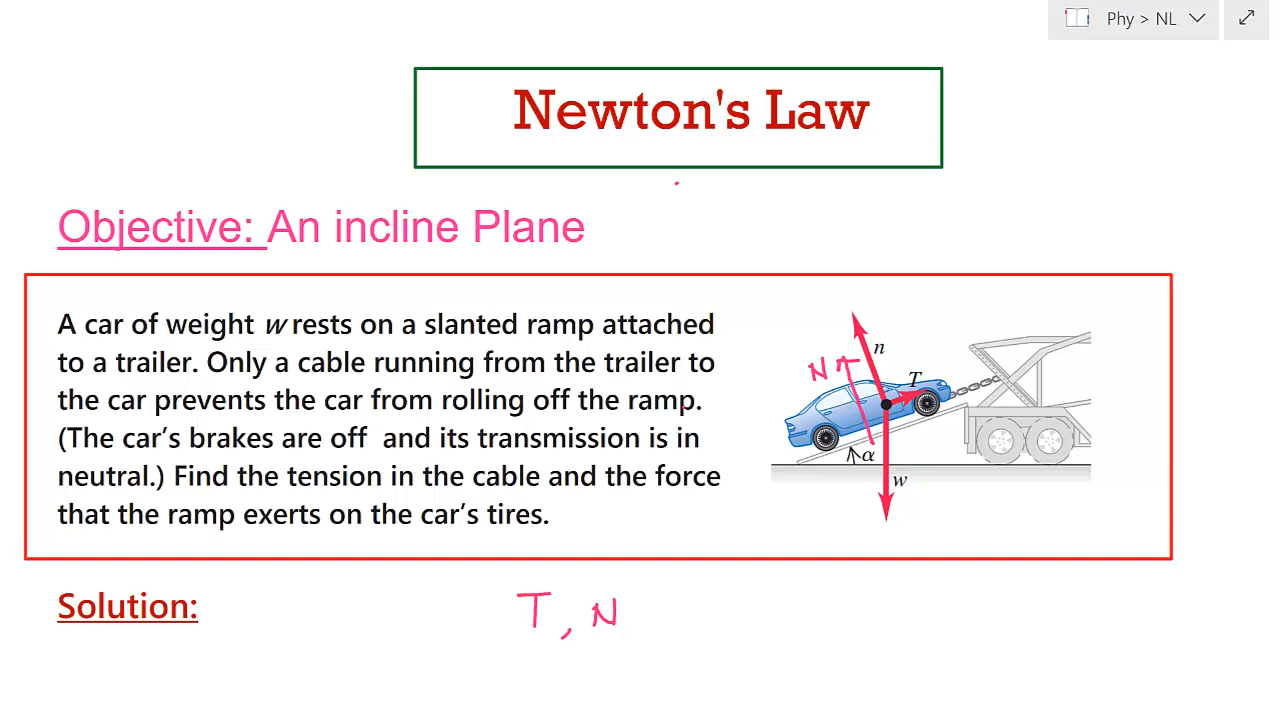 Phy > NL
Newton's Law
Objective: An incline Plane
A car of weight w rests on a slanted ramp attached
to a trailer. Only a cable running from the trailer to
the car prevents the car from rolling off the ramp.
(The car's brakes are off and its transmission is in
neutral.) Find the tension in the cable and the force
that the ramp exerts on the car's tires.
n
N
T
α
w
Solution:
T, N